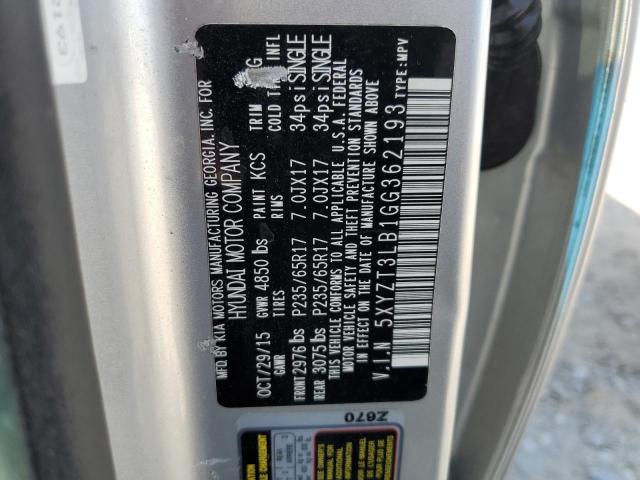 MFD. BY KIA MOTORS MANUFACTURING GEORGIA. INC. FOR
HYUNDAI MOTOR COMPANY
OCT/29/15 GVWR 4850 lbs PAINT KCS TRIM
GAWR TIRES RIMS COLD INFL
FRONT 2976 lbs P235/65R17 7.0JX17 34psi SINGLE
REAR 3075 lbs P235/65R17 7.0JX17 34psi SINGLE
THIS VEHICLE CONFORMS TO ALL APPLICABLE U.S.A. FEDERAL
MOTOR VEHICLE SAFETY AND THEFT PREVENTION STANDARDS
IN EFFECT ON THE DATE OF MANUFACTURE SHOWN ABOVE
V.I.N 5XYZT3LB1GG362193 TYPE:MPV
Z670